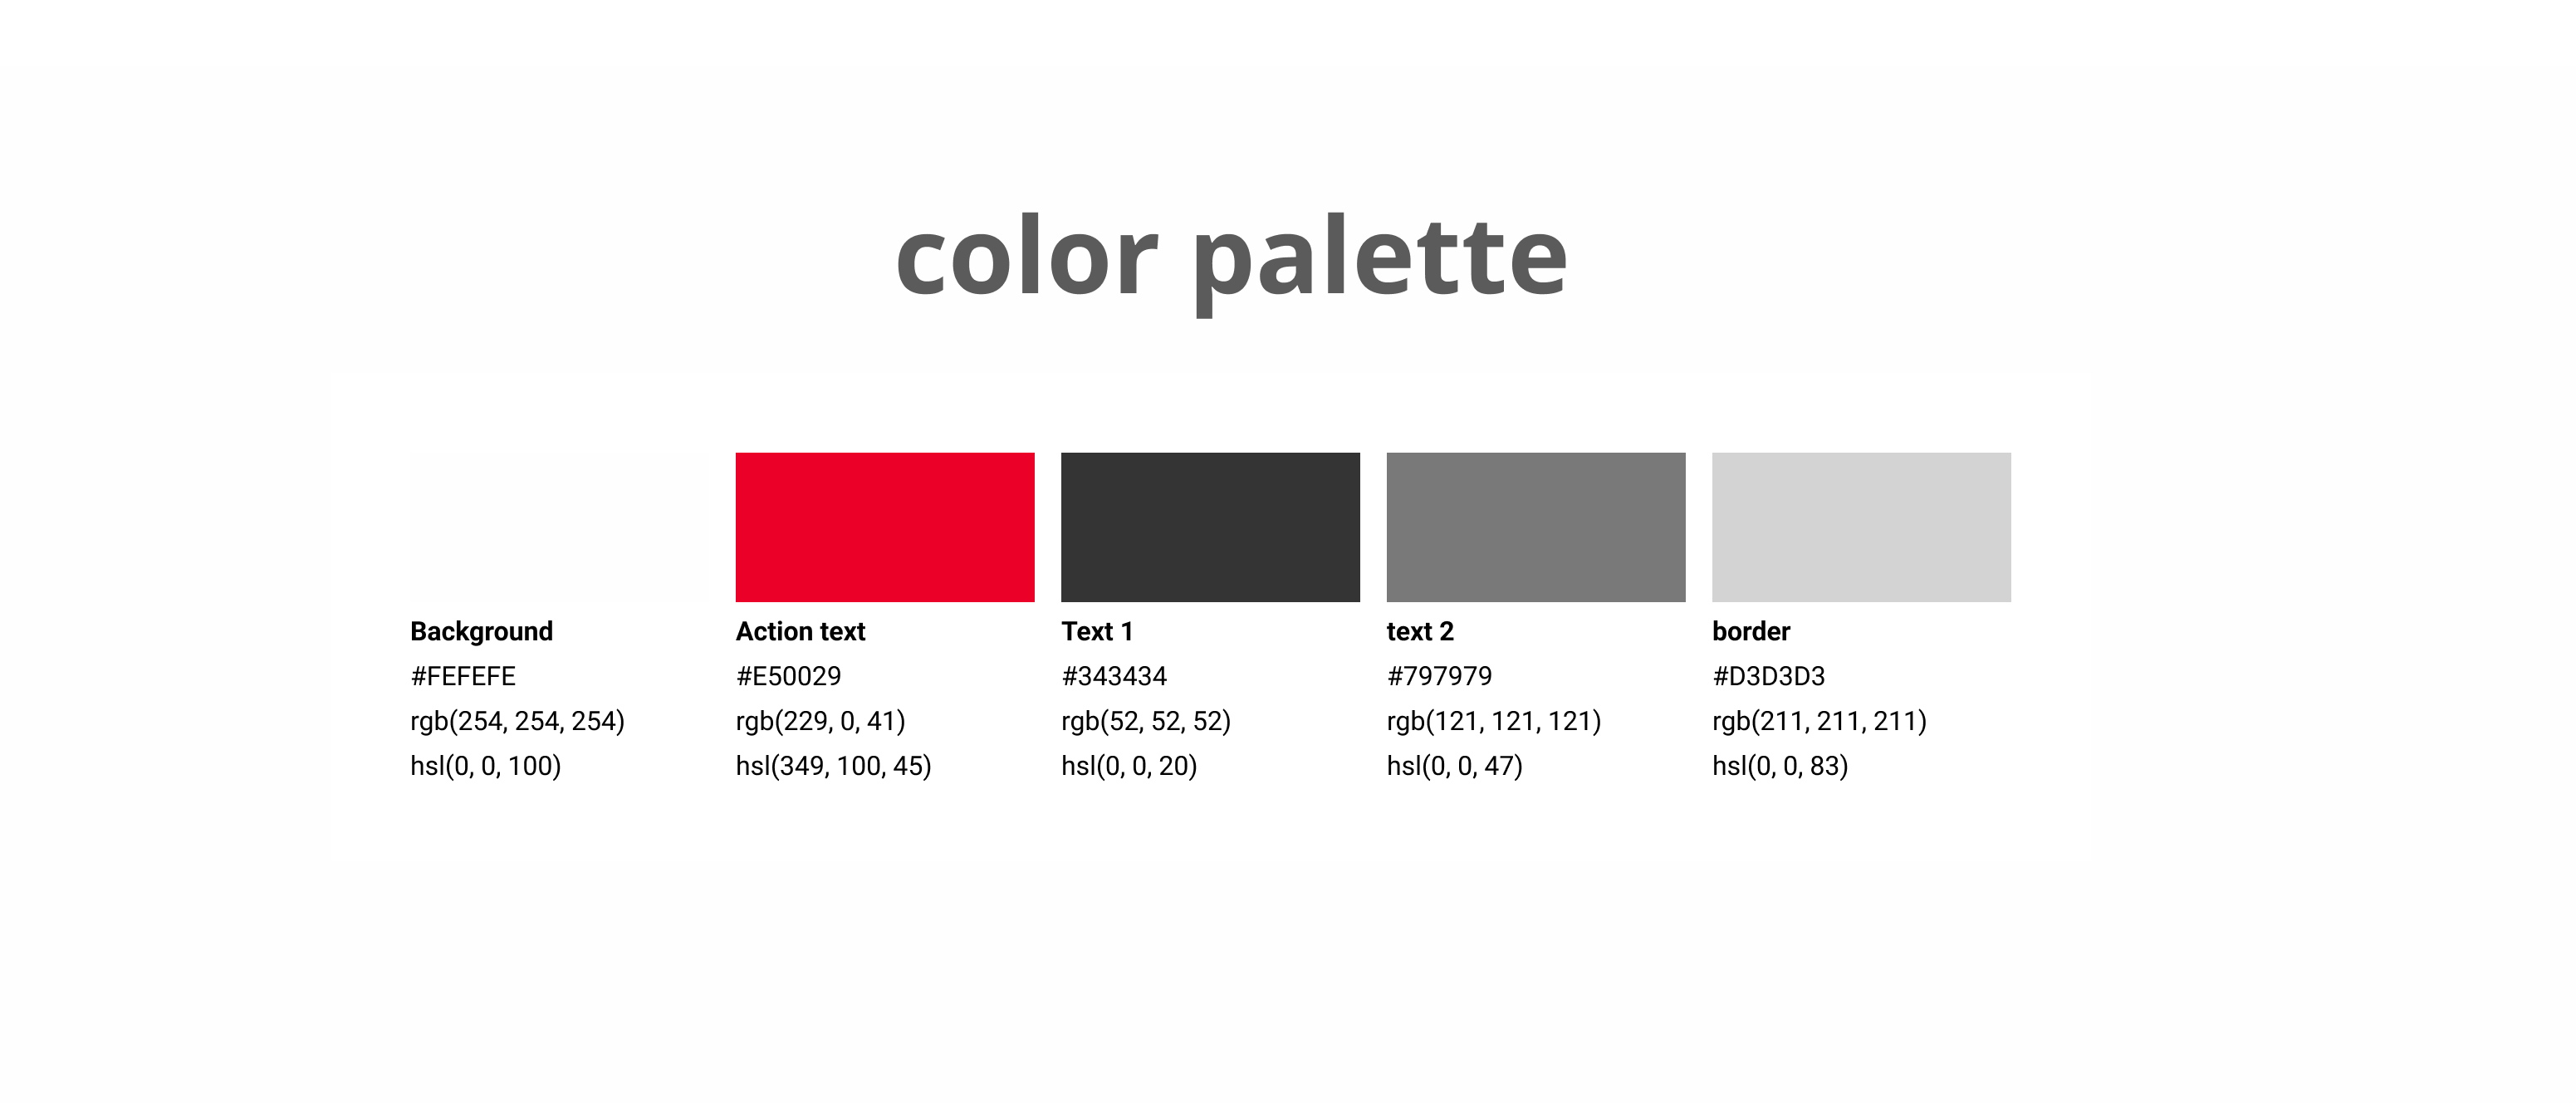 color palette
Background
#FEFEFE
rgb(254, 254, 254)
hsl(0, 0, 100)
Action text
#E50029
rgb(229, 0, 41)
hsl(349, 100, 45)
Text 1
#343434
rgb(52, 52, 52)
hsl(0, 0, 20)
text 2
#797979
rgb(121, 121, 121)
hsl(0, 0, 47)
border
#D3D3D3
rgb(211, 211, 211)
hsl(0, 0, 83)